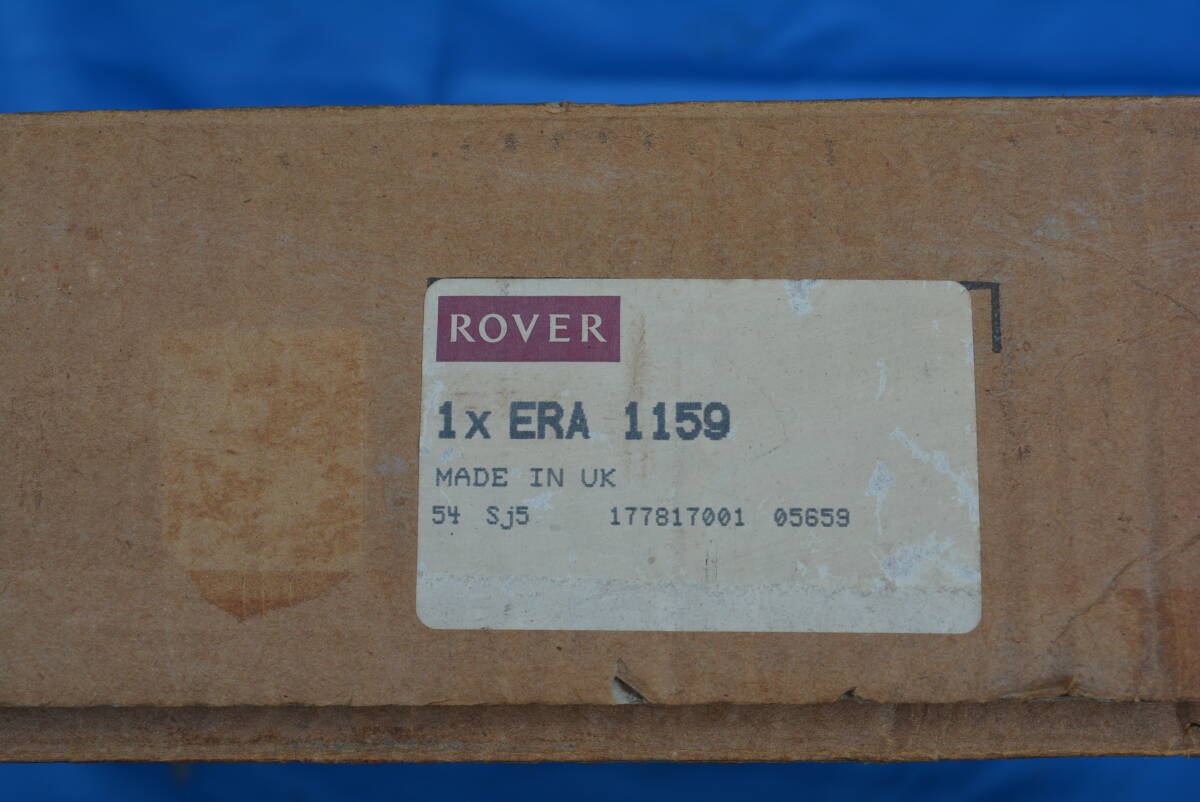 ROVER
1x ERA 1159
MADE IN UK
54 Sj5 177817001 05659